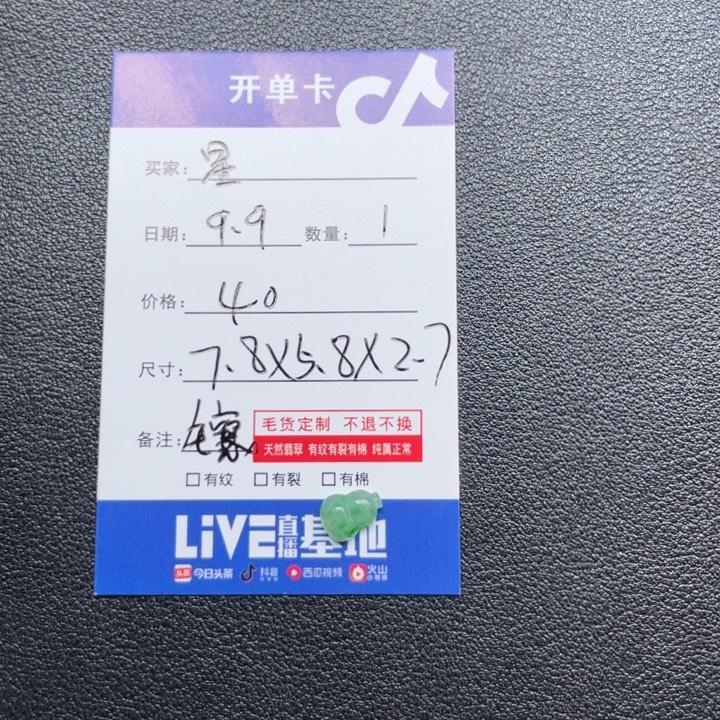 开单卡
买家: 星
日期: 9.9 数量: 1
价格: 40
尺寸: 7.8X5.8X2.7
备注:
毛货定制 不退不换
天然翡翠 有纹有裂有棉 纯属正常
□有纹 □有裂 □有棉
LiVE直播基地
头条 今日头条 抖音 西瓜视频 火山